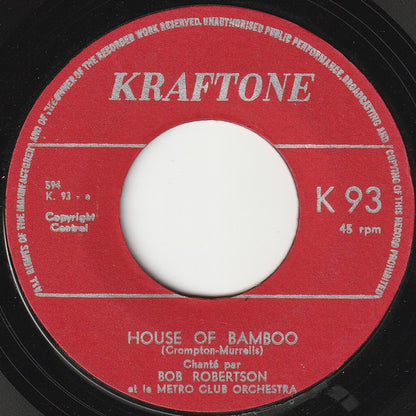 ALL RIGHTS OF THE MANUFACTURER AND OF THE OWNER OF THE RECORDED WORK RESERVED. UNAUTHORISED PUBLIC PERFORMANCE, BROADCASTING AND COPYING OF THIS RECORD PROHIBITED
KRAFTONE
594
K. 93 - a
Copyright
Central
K 93
45 rpm
HOUSE OF BAMBOO
(Crompton-Murrells)
Chanté par
BOB ROBERTSON
et le METRO CLUB ORCHESTRA